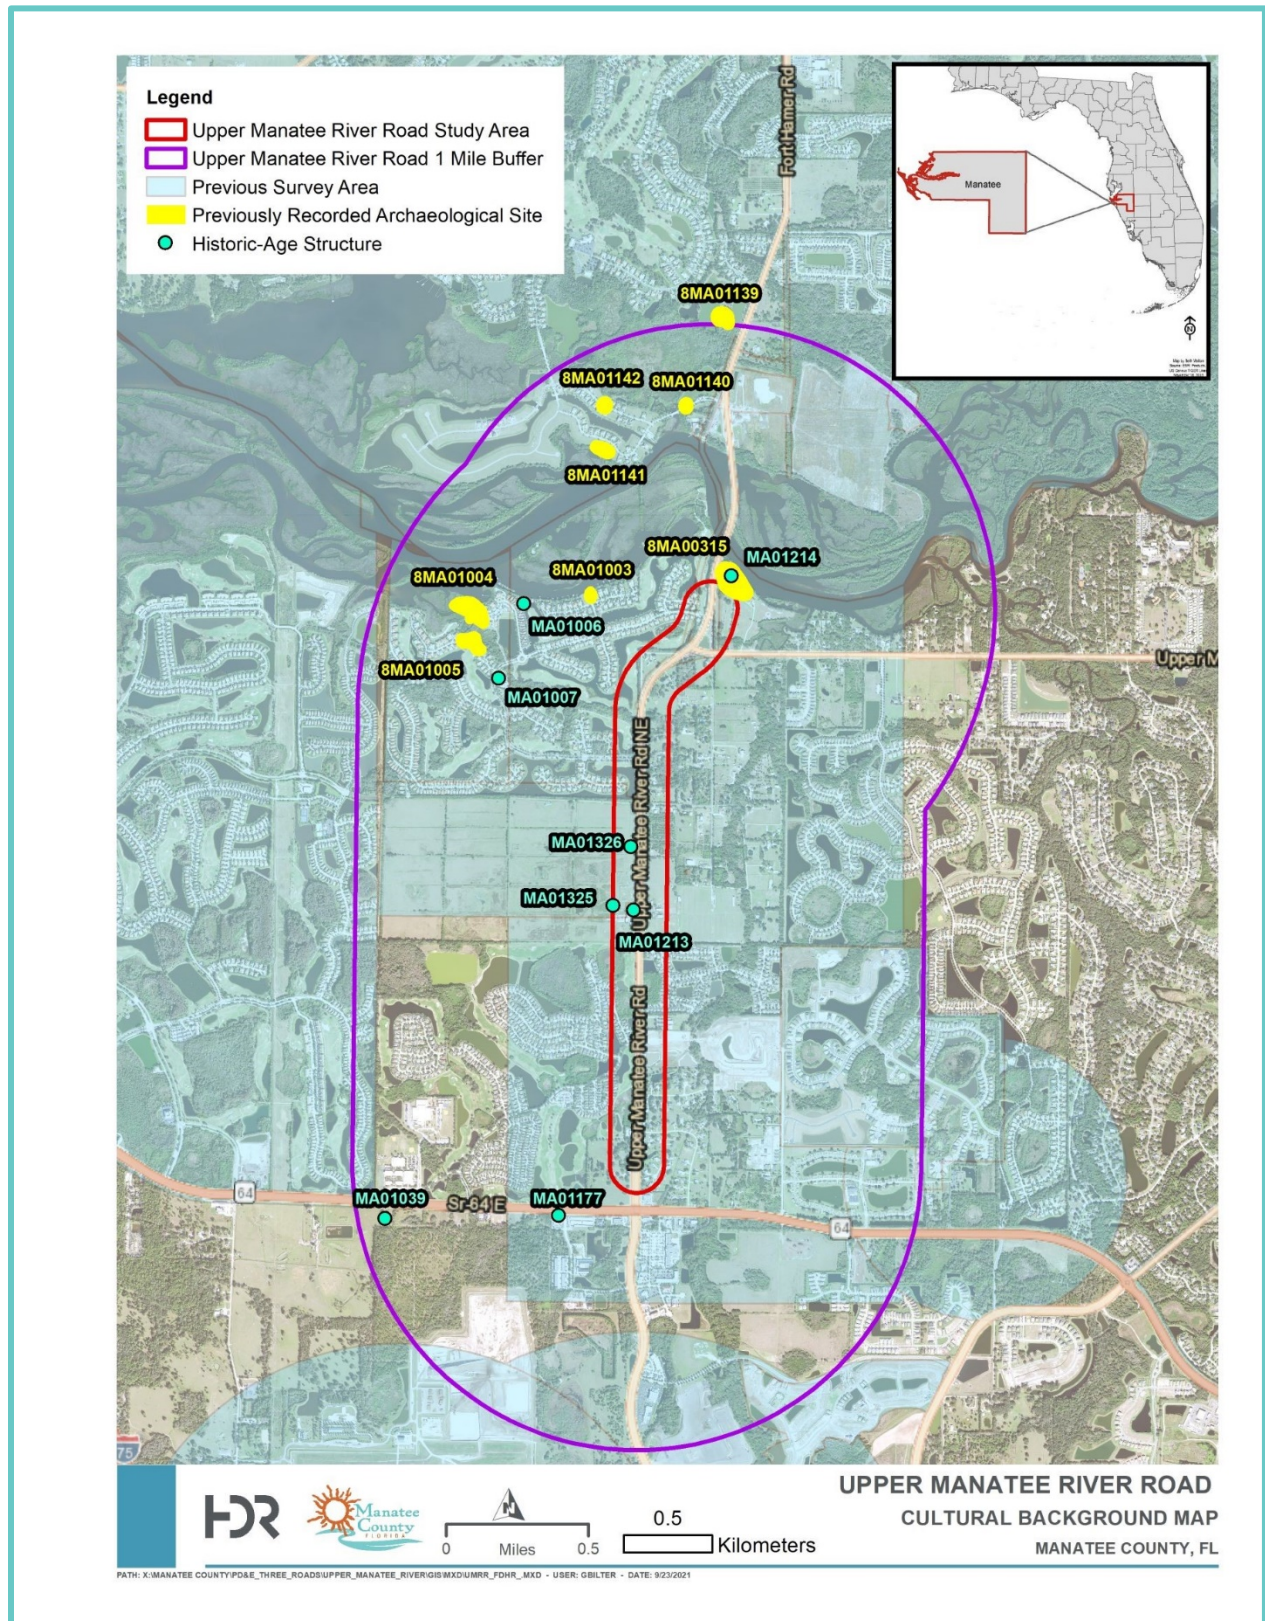 Legend
Upper Manatee River Road Study Area
Upper Manatee River Road 1 Mile Buffer
Previous Survey Area
Previously Recorded Archaeological Site
Historic-Age Structure
Fort Hamer Rd
Manatee
N
8MA01139
8MA01142
8MA01140
8MA01141
8MA00315
MA01214
8MA01004
8MA01003
MA01006
8MA01005
MA01007
Upper M
Upper Manatee River Rd NE
MA01326
MA01325
MA01213
Upper Manatee River Rd
64
MA01039
Sr-64 E
MA01177
64
75
HDR
Manatee
County
FLORIDA
N
0 Miles 0.5
0.5
Kilometers
UPPER MANATEE RIVER ROAD
CULTURAL BACKGROUND MAP
MANATEE COUNTY, FL
PATH: X:\MANATEE COUNTY\PD&E_THREE_ROADS\UPPER_MANATEE_RIVER\GIS\MXD\UMRR_FDHR_.MXD - USER: GBILTER - DATE: 9/23/2021